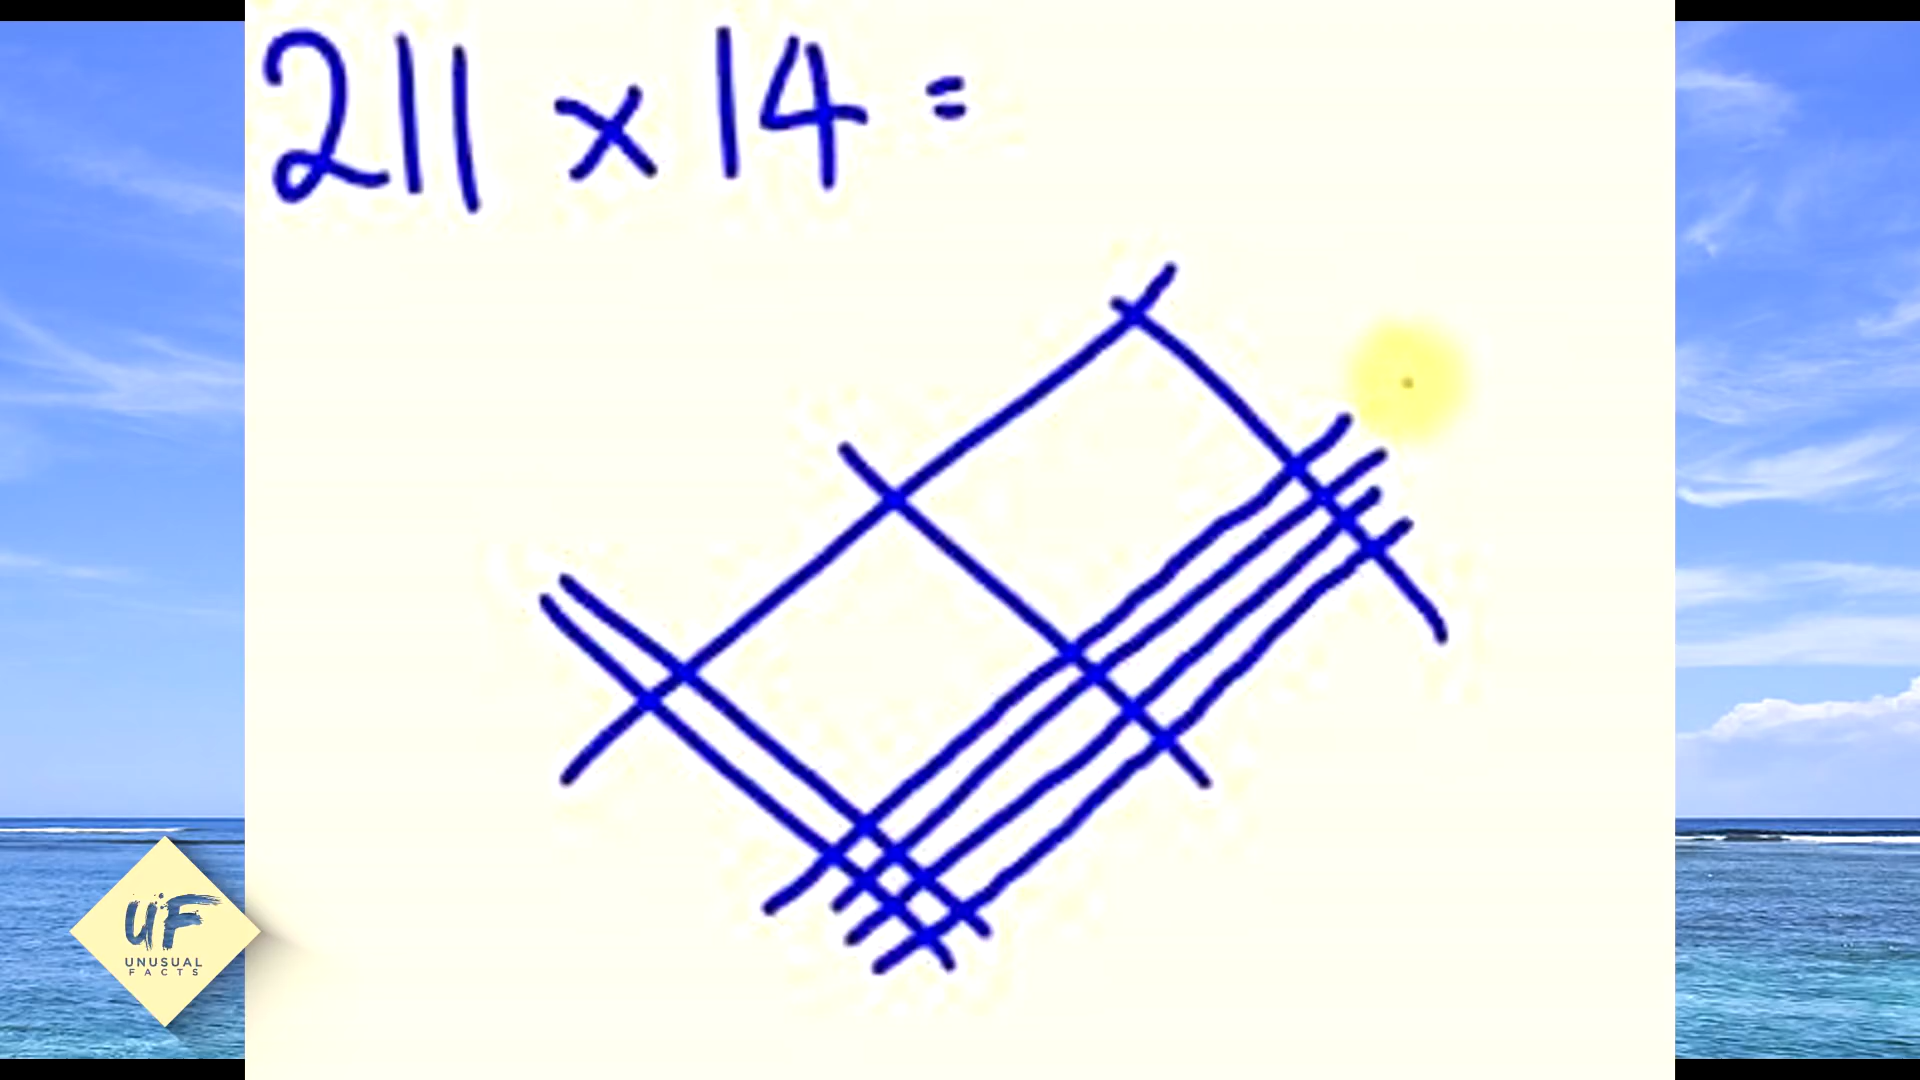 211 x 14 =
UF
UNUSUAL
FACTS